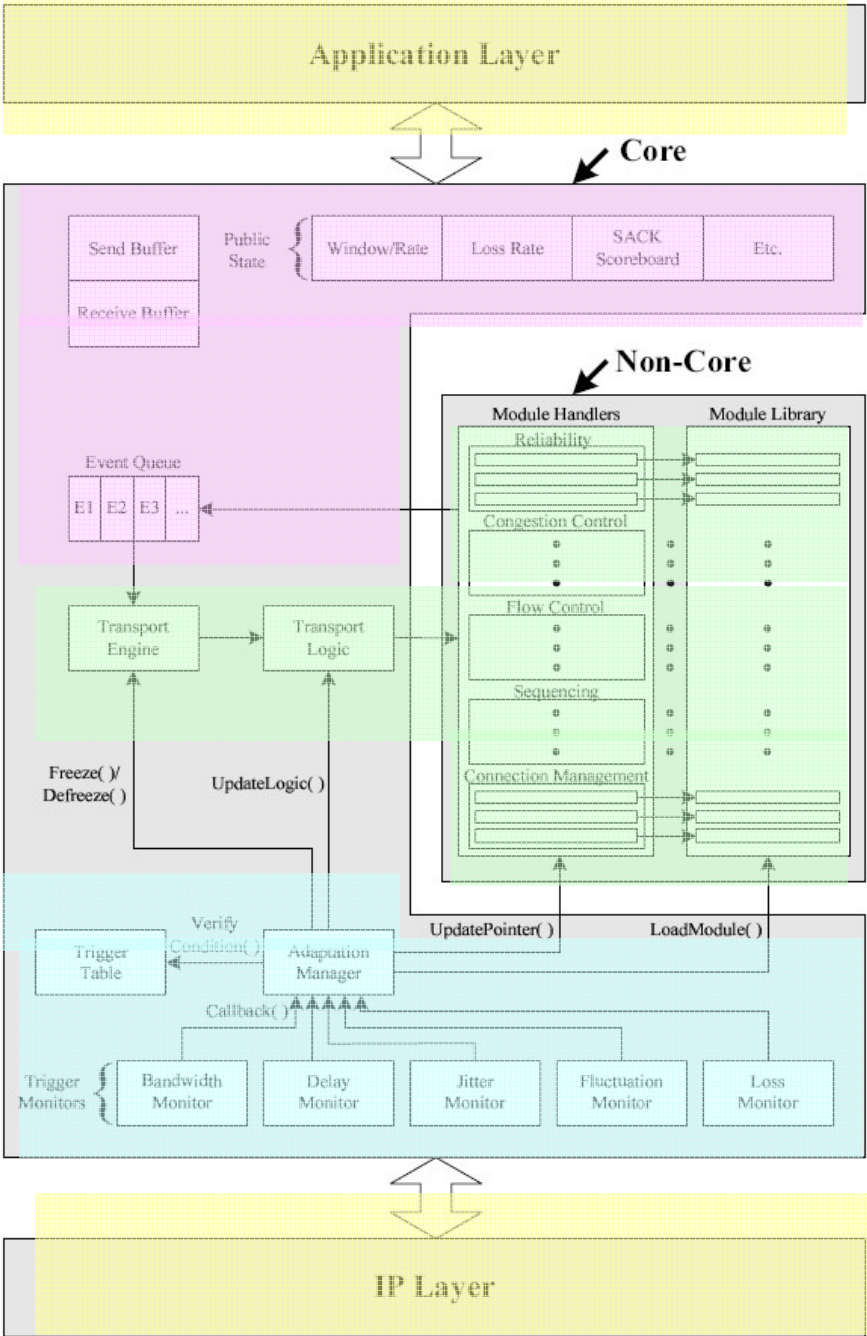 Application Layer
Core
Send Buffer
Receive Buffer
Public
State
Window/Rate
Loss Rate
SACK
Scoreboard
Etc.
Non-Core
Module Handlers
Module Library
Reliability
Event Queue
E1
E2
E3
...
Congestion Control
Flow Control
Transport
Engine
Transport
Logic
Sequencing
Freeze( )/
Defreeze( )
UpdateLogic( )
Connection Management
Verify
Condition( )
UpdatePointer( )
LoadModule( )
Trigger
Table
Adaptation
Manager
Callback( )
Trigger
Monitors
Bandwidth
Monitor
Delay
Monitor
Jitter
Monitor
Fluctuation
Monitor
Loss
Monitor
IP Layer